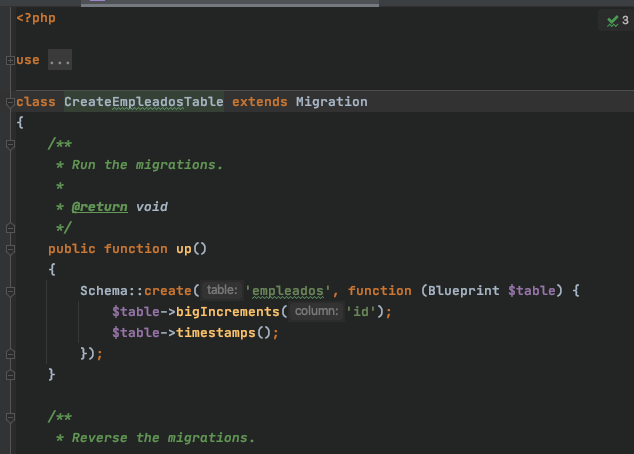 <?php
3
use ...
class CreateEmpleadosTable extends Migration
{
/**
* Run the migrations.
*
* @return void
*/
public function up()
{
Schema::create( table: 'empleados', function (Blueprint $table) {
$table->bigIncrements( column: 'id');
$table->timestamps();
});
}
/**
* Reverse the migrations.